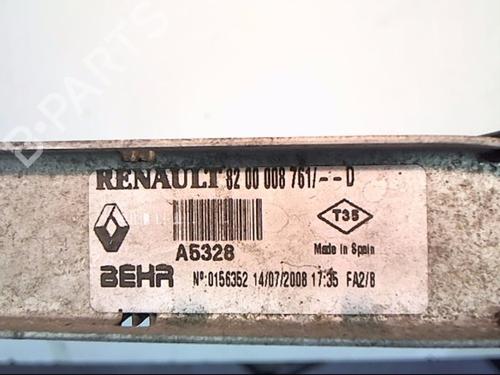 RENAULT 82 00 008 761/--D
T35
A5328
Made in Spain
BEHR Nº:0156352 14/07/2008 17:35 FA2/B
B-PARTS